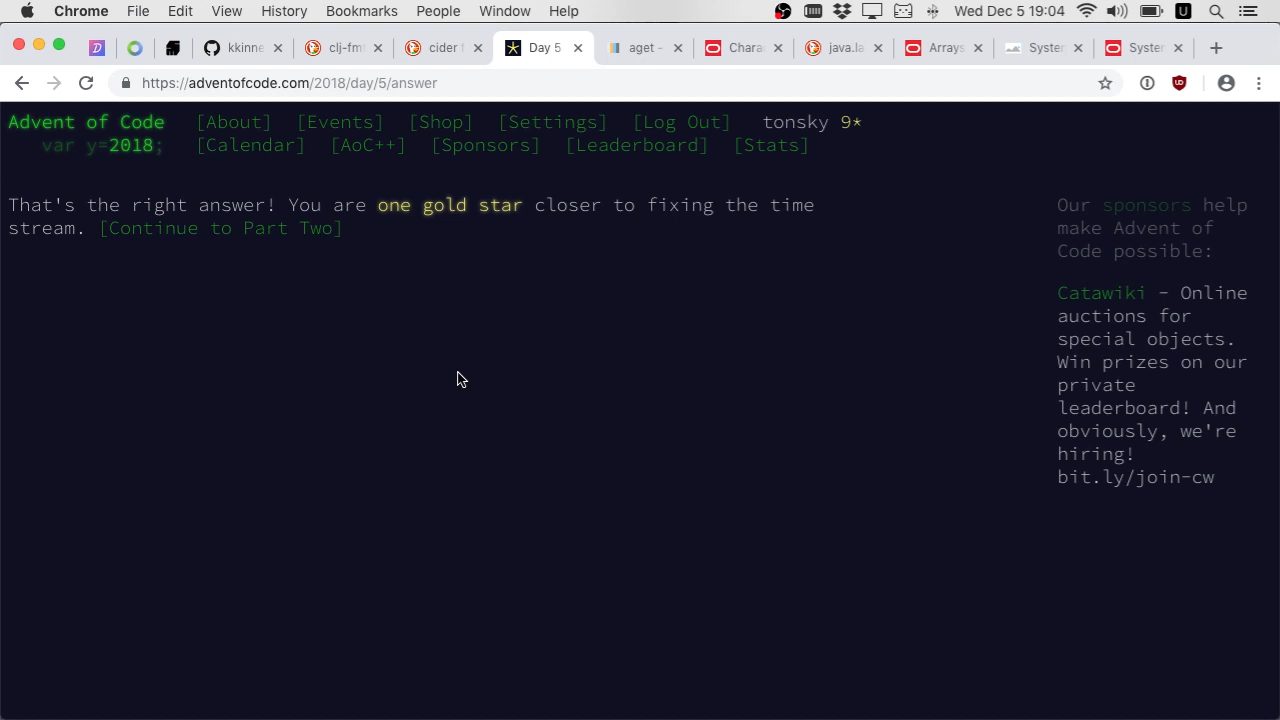 Chrome File Edit View History Bookmarks People Window Help Wed Dec 5 19:04 U
kkinne clj-fmt cider f Day 5 aget - Charac java.la Arrays System System
https://adventofcode.com/2018/day/5/answer
Advent of Code [About] [Events] [Shop] [Settings] [Log Out] tonsky 9*
var y=2018; [Calendar] [AoC++] [Sponsors] [Leaderboard] [Stats]
That's the right answer! You are one gold star closer to fixing the time
stream. [Continue to Part Two]
Our sponsors help
make Advent of
Code possible:
Catawiki - Online
auctions for
special objects.
Win prizes on our
private
leaderboard! And
obviously, we're
hiring!
bit.ly/join-cw